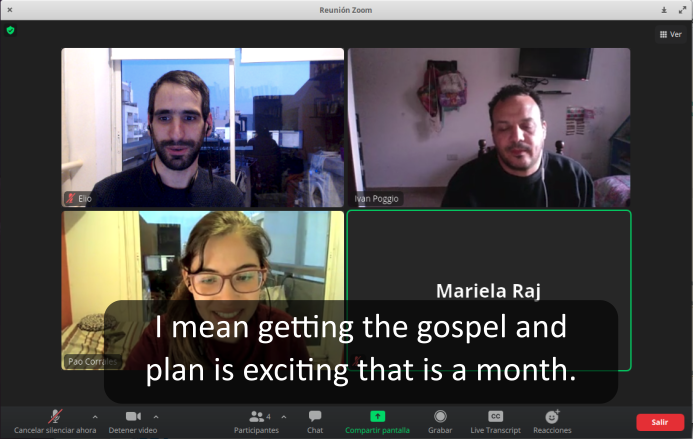 Reunión Zoom
Ver
Elio
Ivan Poggio
Mariela Raj
Pao Corrales
I mean getting the gospel and
plan is exciting that is a month.
4
Cancelar silenciar ahora
Detener video
Participantes
Chat
Compartir pantalla
Grabar
CC
Live Transcript
Reacciones
Salir